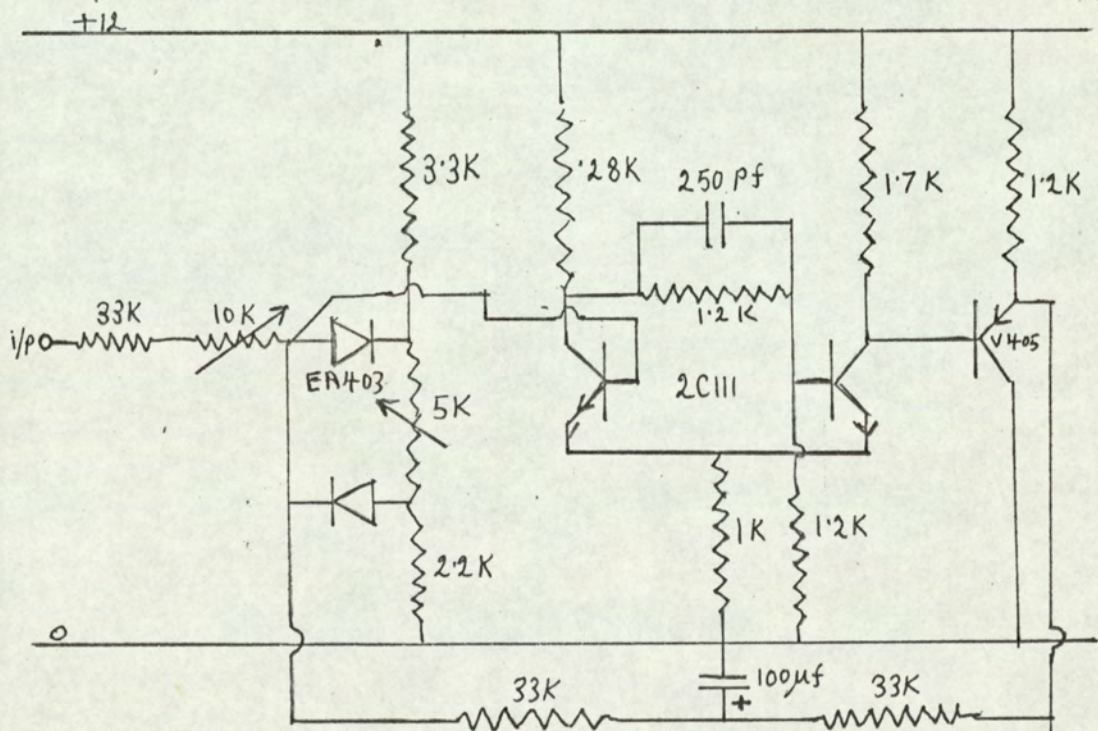 +12
3.3K
·28K
250 Pf
1.7K
1.2K
i/p
33K
10K
1.2K
EA403
5K
2CIII
V405
1K
1.2K
2.2K
0
100μf
+
33K
33K